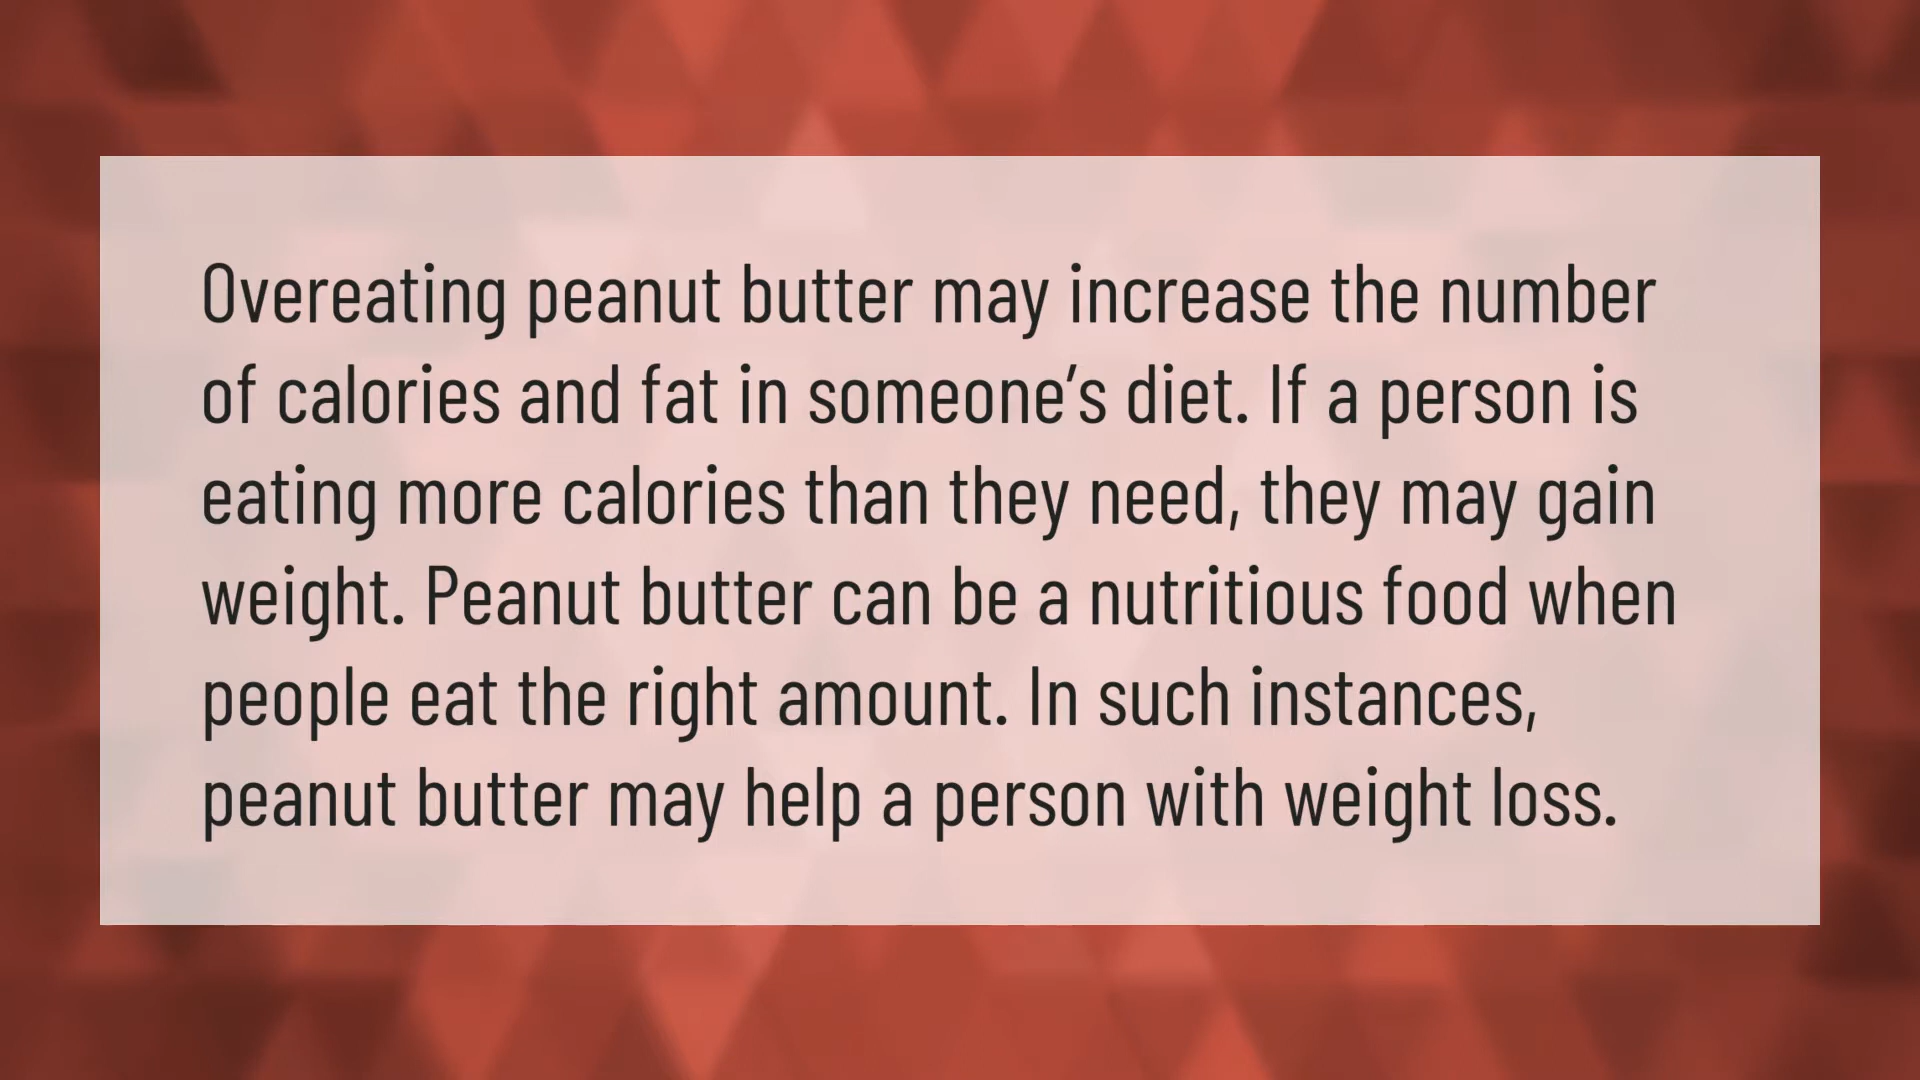 Overeating peanut butter may increase the number
of calories and fat in someone’s diet. If a person is
eating more calories than they need, they may gain
weight. Peanut butter can be a nutritious food when
people eat the right amount. In such instances,
peanut butter may help a person with weight loss.